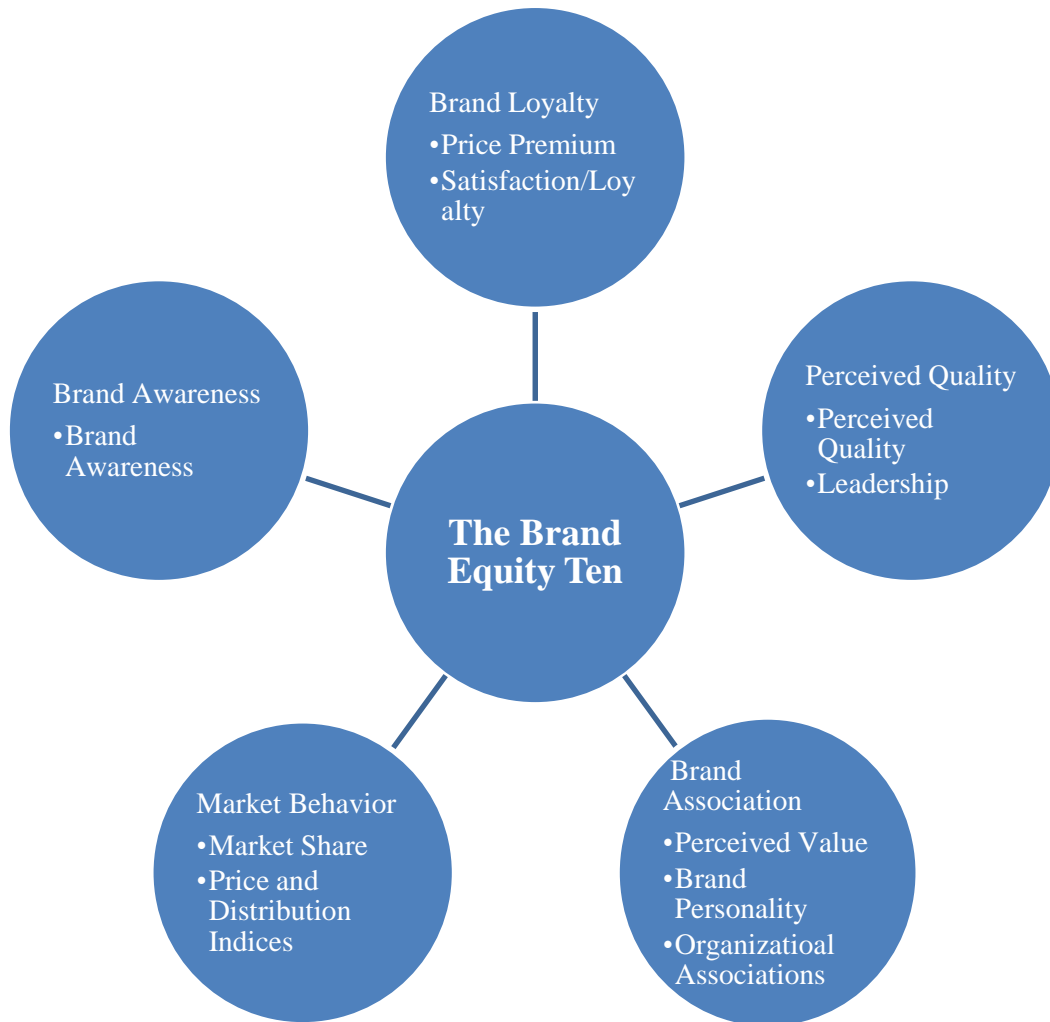 Brand Loyalty
•Price Premium
•Satisfaction/Loy
alty
Perceived Quality
•Perceived
Quality
•Leadership
Brand Association
•Perceived Value
•Brand
Personality
•Organizatioal
Associations
Market Behavior
•Market Share
•Price and
Distribution
Indices
Brand Awareness
•Brand
Awareness
The Brand
Equity Ten